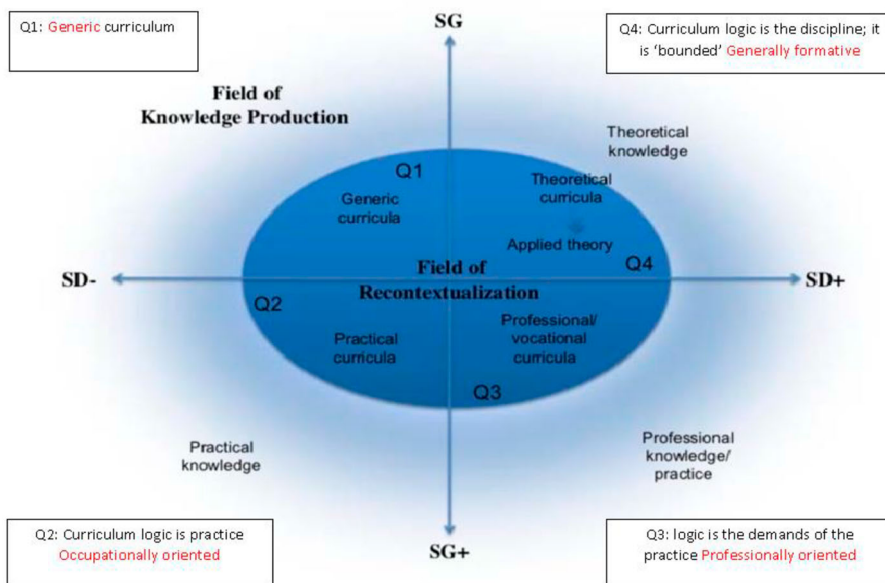 Q1: Generic curriculum
SG
Q4: Curriculum logic is the discipline; it
is ‘bounded’ Generally formative
Field of
Knowledge Production
Theoretical
knowledge
Q1
Generic
curricula
Theoretical
curricula
Applied theory
Q4
SD-
Field of
Recontextualization
SD+
Q2
Practical
curricula
Professional/
vocational
curricula
Q3
Practical
knowledge
Professional
knowledge/
practice
Q2: Curriculum logic is practice
Occupationally oriented
SG+
Q3: logic is the demands of the
practice Professionally oriented